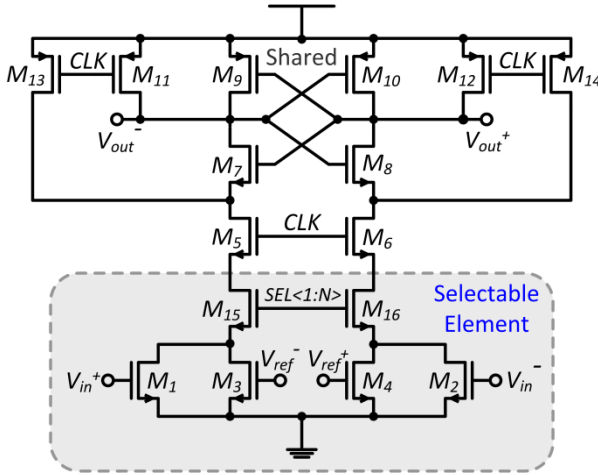 Shared
M13 CLK M11 M9 M10 M12 CLK M14
Vout- Vout+
M7 M8
M5 CLK M6
M15 SEL<1:N> M16
Selectable
Element
Vin+ M1 M3 Vref- Vref+ M4 M2 Vin-